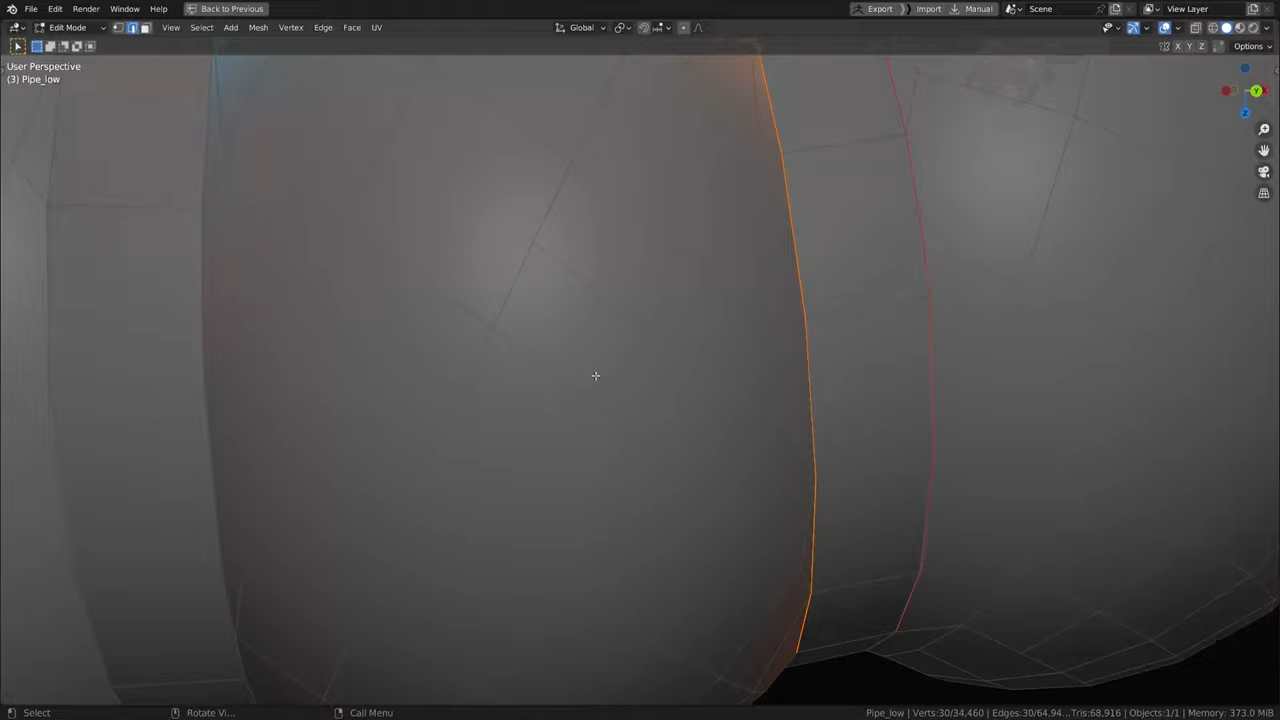 File Edit Render Window Help Back to Previous Export Import Manual Scene View Layer
Edit Mode View Select Add Mesh Vertex Edge Face UV Global
X Y Z Options
User Perspective
(3) Pipe_low
Y
Z
Select Rotate Vi... Call Menu Pipe_low | Verts:30/34,460 | Edges:30/64,94...Tris:68,916 | Objects:1/1 | Memory: 373.0 MiB